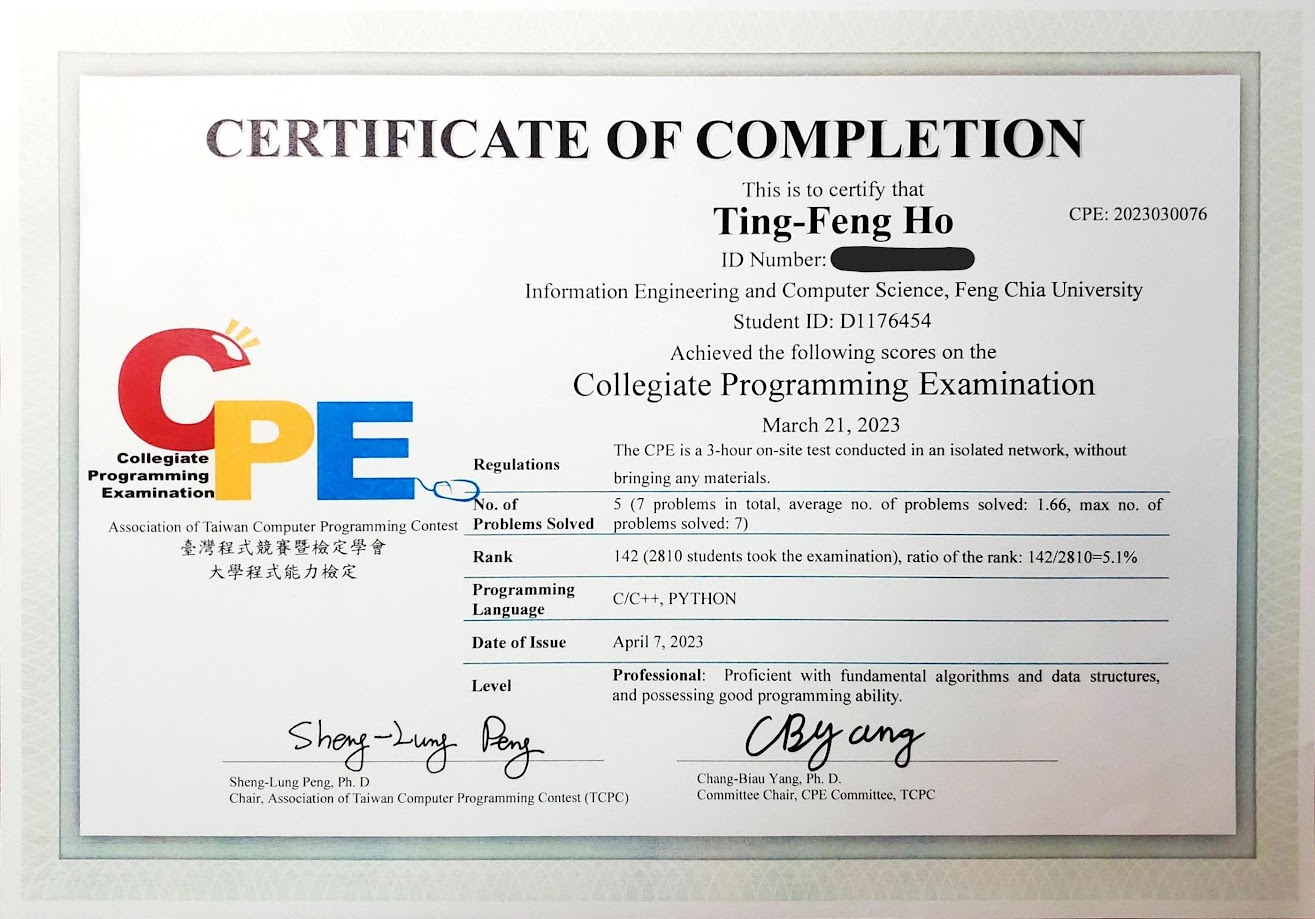 CERTIFICATE OF COMPLETION
This is to certify that
Ting-Feng Ho
CPE: 2023030076
ID Number:
Information Engineering and Computer Science, Feng Chia University
Student ID: D1176454
Achieved the following scores on the
Collegiate Programming Examination
March 21, 2023
CPE
Collegiate
Programming
Examination
Association of Taiwan Computer Programming Contest
臺灣程式競賽暨檢定學會
大學程式能力檢定
Regulations
The CPE is a 3-hour on-site test conducted in an isolated network, without
bringing any materials.
No. of
Problems Solved
5 (7 problems in total, average no. of problems solved: 1.66, max no. of
problems solved: 7)
Rank
142 (2810 students took the examination), ratio of the rank: 142/2810=5.1%
Programming
Language
C/C++, PYTHON
Date of Issue
April 7, 2023
Level
Professional: Proficient with fundamental algorithms and data structures,
and possessing good programming ability.
Sheng-Lung Peng
Sheng-Lung Peng, Ph. D
Chair, Association of Taiwan Computer Programming Contest (TCPC)
CBYang
Chang-Biau Yang, Ph. D.
Committee Chair, CPE Committee, TCPC